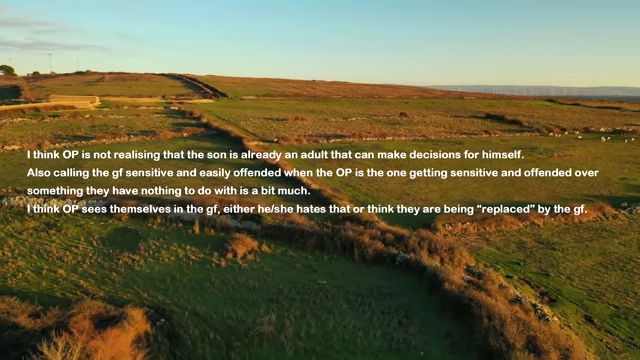 I think OP is not realising that the son is already an adult that can make decisions for himself.
Also calling the gf sensitive and easily offended when the OP is the one getting sensitive and offended over
something they have nothing to do with is a bit much.
I think OP sees themselves in the gf, either he/she hates that or think they are being “replaced” by the gf.